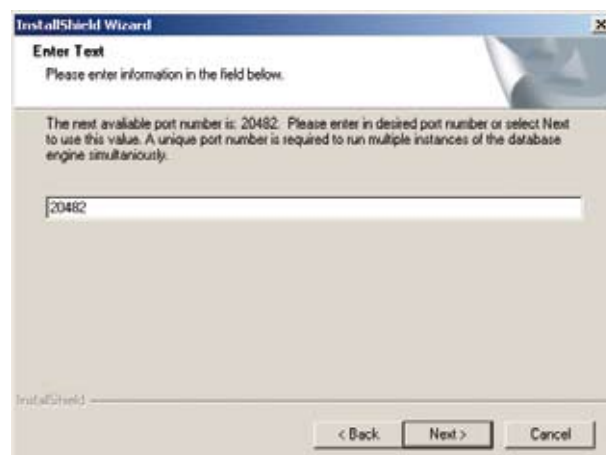 InstallShield Wizard
Enter Text
Please enter information in the field below.
The next available port number is: 20482. Please enter in desired port number or select Next
to use this value. A unique port number is required to run multiple instances of the database
engine simultaniously.
20482
InstallShield
< Back
Next >
Cancel